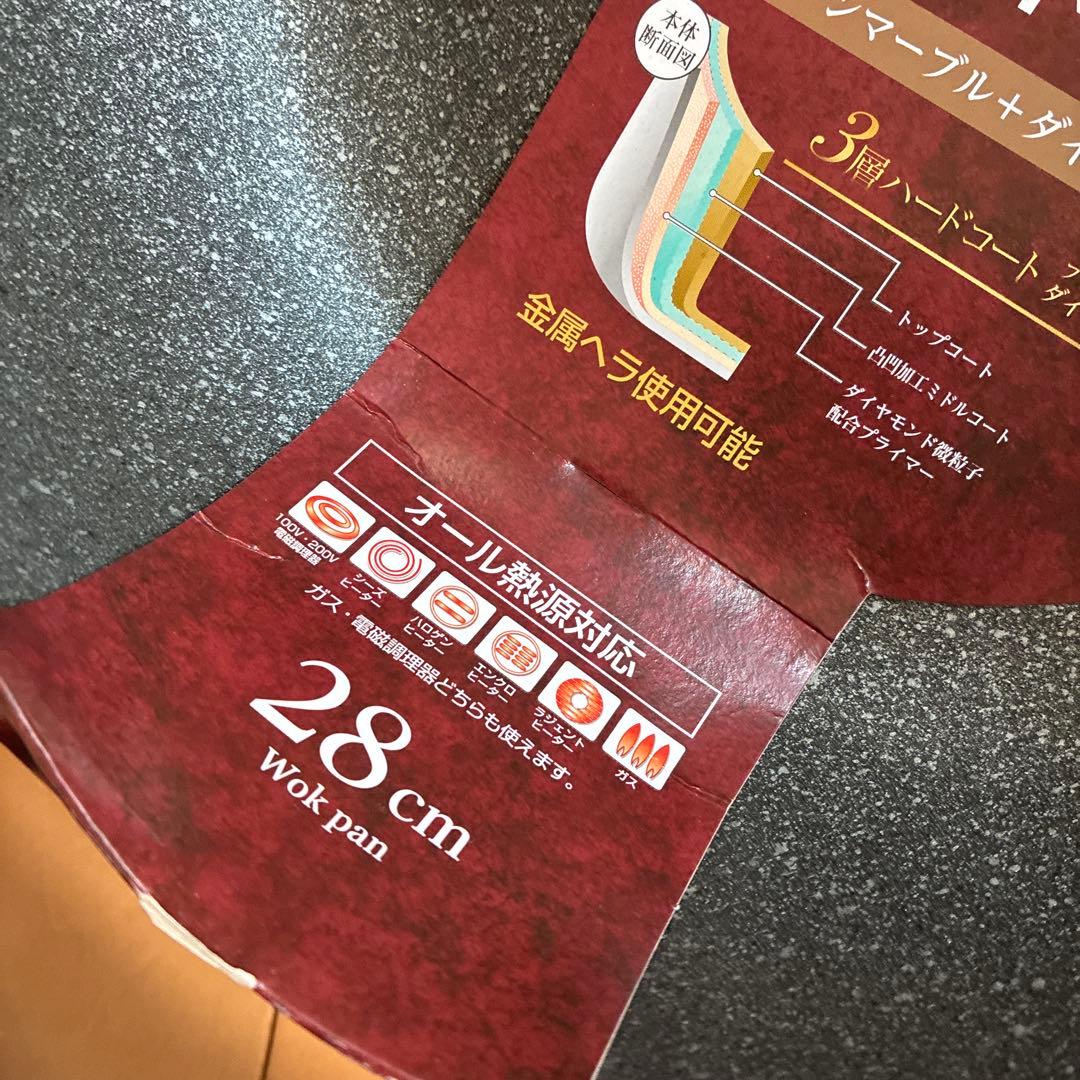 本体
断面図
ンマーブル＋ダイ
3層ハードコート
ダイ
トップコート
凸凹加工ミドルコート
ダイヤモンド微粒子
配合プライマー
金属ヘラ使用可能
オール熱源対応
100V・200V
電磁調理器
シーズ
ヒーター
ハロゲン
ヒーター
エンクロ
ヒーター
ラジエント
ヒーター
ガス
ガス・電磁調理器どちらも使えます。
28cm
Wok pan